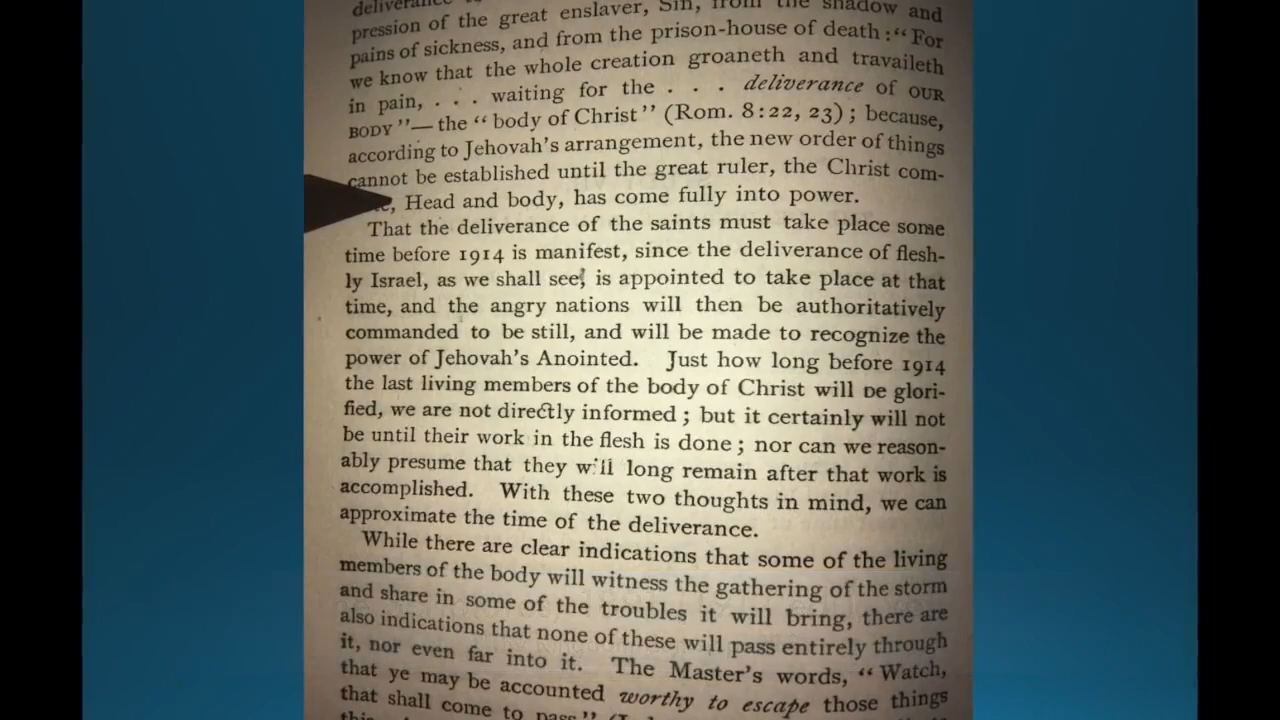 deliverance
pression of the great enslaver, Sin, from the shadow and
pains of sickness, and from the prison-house of death :“ For
we know that the whole creation groaneth and travaileth
in pain, . . . waiting for the . . . deliverance of OUR
BODY ”— the “ body of Christ ” (Rom. 8:22, 23) ; because,
according to Jehovah’s arrangement, the new order of things
cannot be established until the great ruler, the Christ com-
, Head and body, has come fully into power.
That the deliverance of the saints must take place some
time before 1914 is manifest, since the deliverance of flesh-
ly Israel, as we shall see, is appointed to take place at that
time, and the angry nations will then be authoritatively
commanded to be still, and will be made to recognize the
power of Jehovah’s Anointed. Just how long before 1914
the last living members of the body of Christ will be glori-
fied, we are not directly informed ; but it certainly will not
be until their work in the flesh is done ; nor can we reason-
ably presume that they will long remain after that work is
accomplished. With these two thoughts in mind, we can
approximate the time of the deliverance.
While there are clear indications that some of the living
members of the body will witness the gathering of the storm
and share in some of the troubles it will bring, there are
also indications that none of these will pass entirely through
it, nor even far into it. The Master’s words, “ Watch,
that ye may be accounted worthy to escape those things
that shall come to pass”